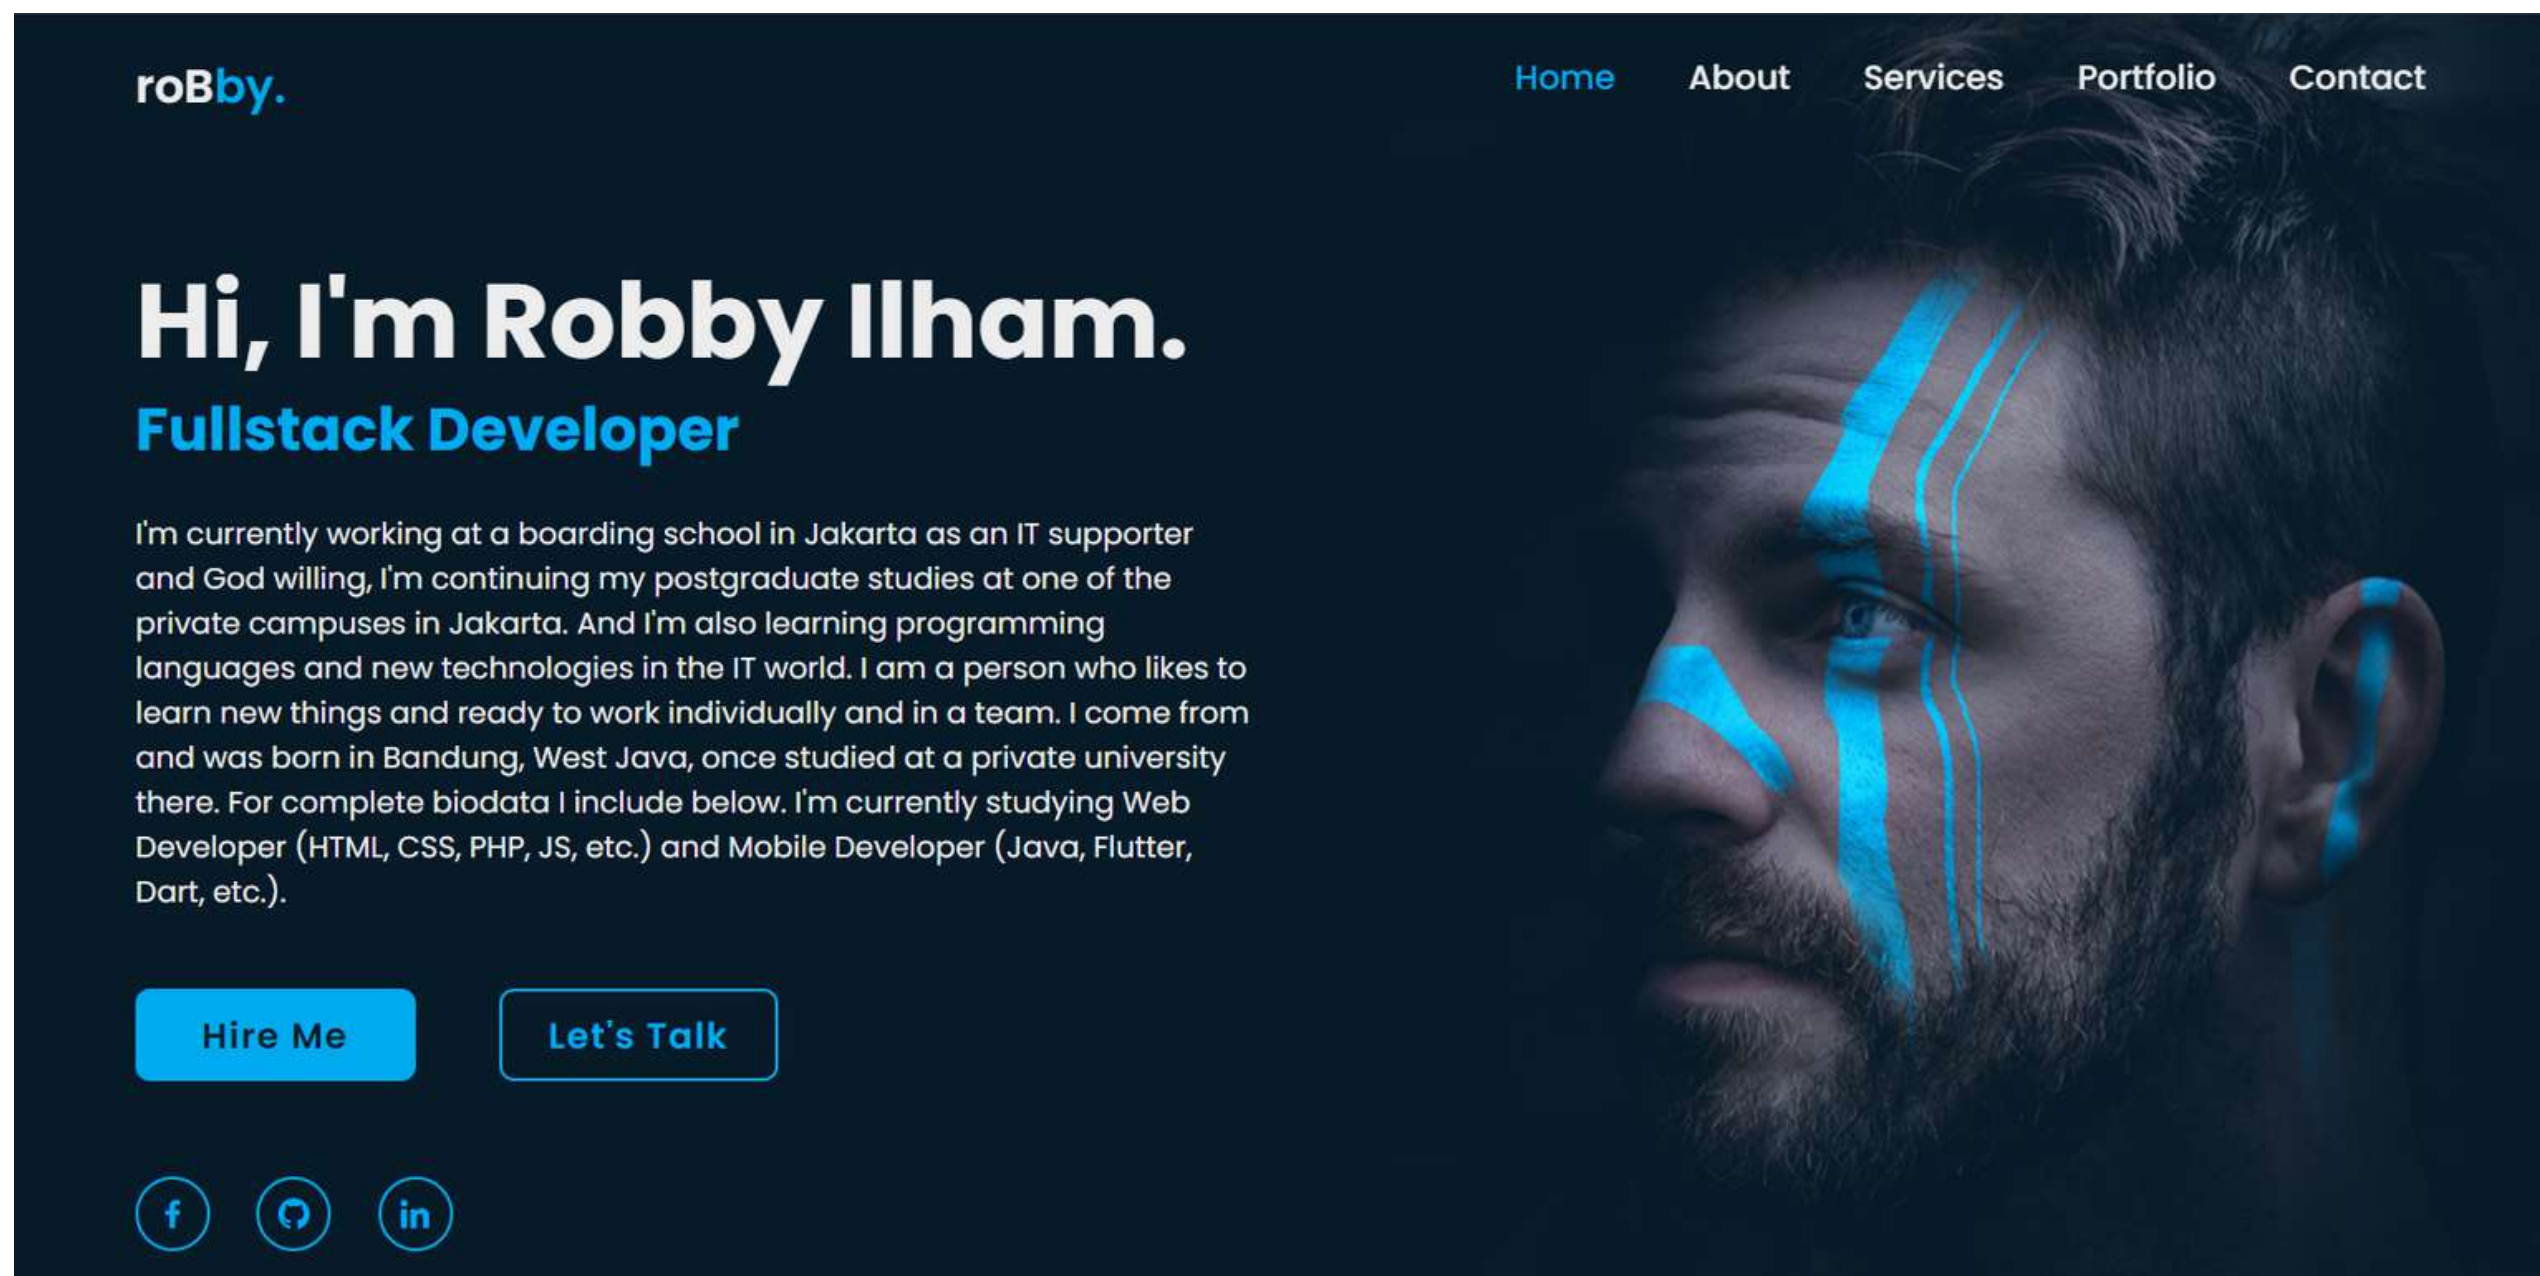 roBby.
Home About Services Portfolio Contact
Hi, I'm Robby Ilham.
Fullstack Developer
I'm currently working at a boarding school in Jakarta as an IT supporter
and God willing, I'm continuing my postgraduate studies at one of the
private campuses in Jakarta. And I'm also learning programming
languages and new technologies in the IT world. I am a person who likes to
learn new things and ready to work individually and in a team. I come from
and was born in Bandung, West Java, once studied at a private university
there. For complete biodata I include below. I'm currently studying Web
Developer (HTML, CSS, PHP, JS, etc.) and Mobile Developer (Java, Flutter,
Dart, etc.).
Hire Me
Let's Talk
f
in